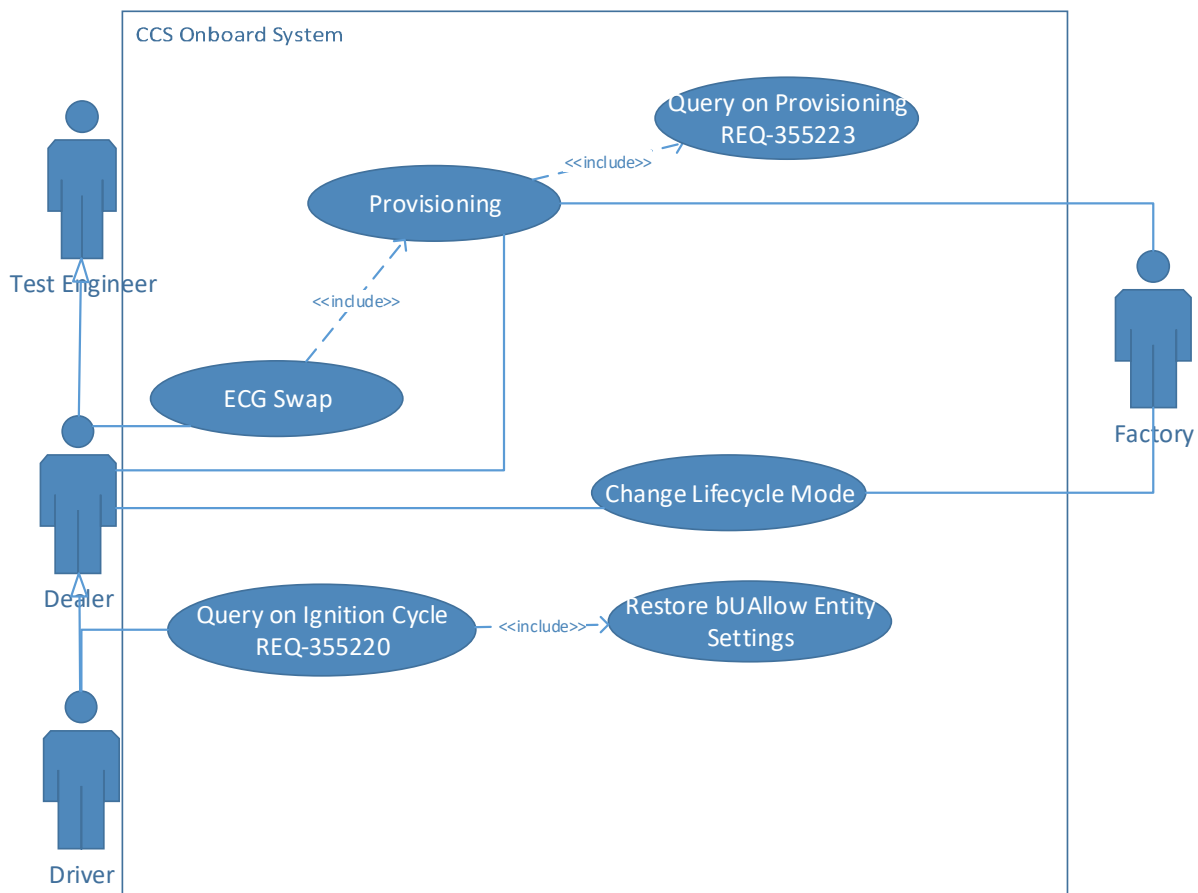 CCS Onboard System
Query on Provisioning
REQ-355223
<<include>>
Provisioning
Test Engineer
<<include>>
ECG Swap
Factory
Change Lifecycle Mode
Dealer
Query on Ignition Cycle
REQ-355220
<<include>>
Restore bUAllow Entity
Settings
Driver